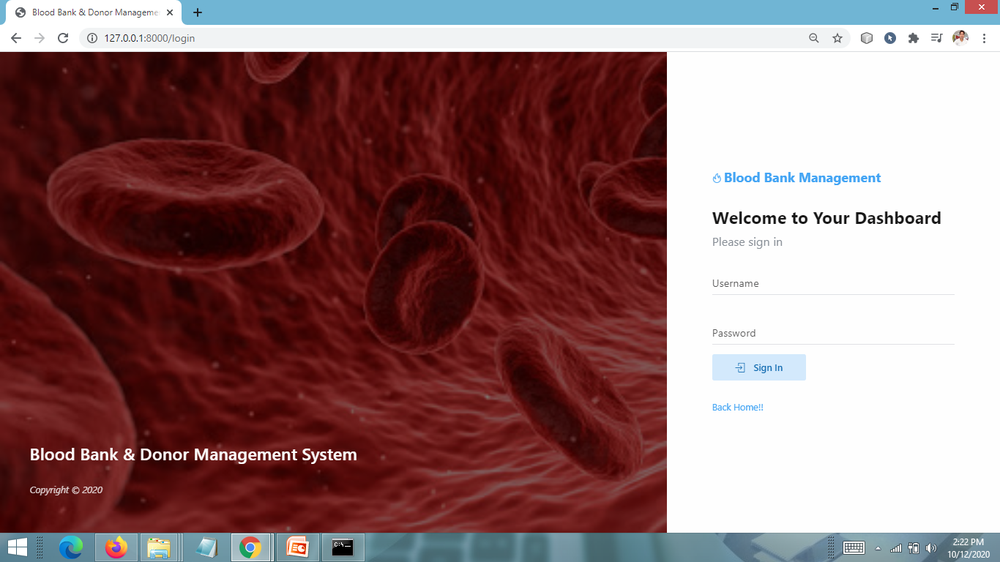 Blood Bank & Donor Manageme
127.0.0.1:8000/login
Blood Bank Management
Welcome to Your Dashboard
Please sign in
Username
Password
Sign In
Back Home!!
Blood Bank & Donor Management System
Copyright © 2020
C:\_
2:22 PM
10/12/2020